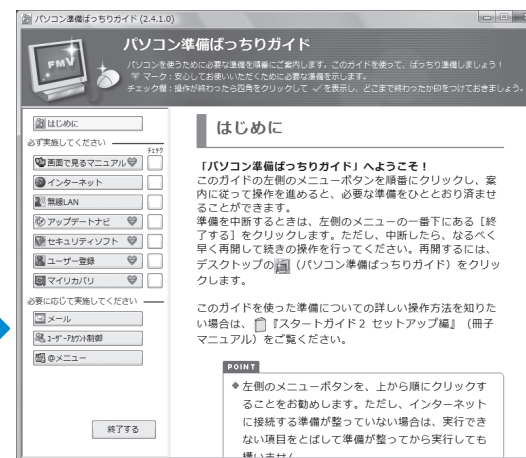 パソコン準備ばっちりガイド (2.4.1.0)
FMV
パソコン準備ばっちりガイド
パソコンを使うために必要な準備を順番にご案内します。このガイドを使って、ばっちり準備しましょう！
マーク：安心してお使いいただくために必要な準備を示します。
チェック欄：操作が終わったら四角をクリックして ✓を表示し、どこまで終わったか印をつけておきましょう。
はじめに
必ず実施してください
チェック
画面で見るマニュアル
インターネット
無線LAN
アップデートナビ
セキュリティソフト
ユーザー登録
マイリカバリ
必要に応じて実施してください
メール
ユーザーアカウント制御
@メニュー
終了する
はじめに
「パソコン準備ばっちりガイド」へようこそ！
このガイドの左側のメニューボタンを順番にクリックし、案
内に従って操作を進めると、必要な準備をひととおり済ませ
ることができます。
準備を中断するときは、左側のメニューの一番下にある［終
了する］をクリックします。ただし、中断したら、なるべく
早く再開して続きの操作を行ってください。再開するには、
デスクトップの （パソコン準備ばっちりガイド）をクリッ
クします。
このガイドを使った準備についての詳しい操作方法を知りた
い場合は、 『スタートガイド2 セットアップ編』（冊子
マニュアル）をご覧ください。
POINT
◆左側のメニューボタンを、上から順にクリックす
ることをお勧めします。ただし、インターネット
に接続する準備が整っていない場合は、実行でき
ない項目をとばして準備が整ってから実行しても
構いません